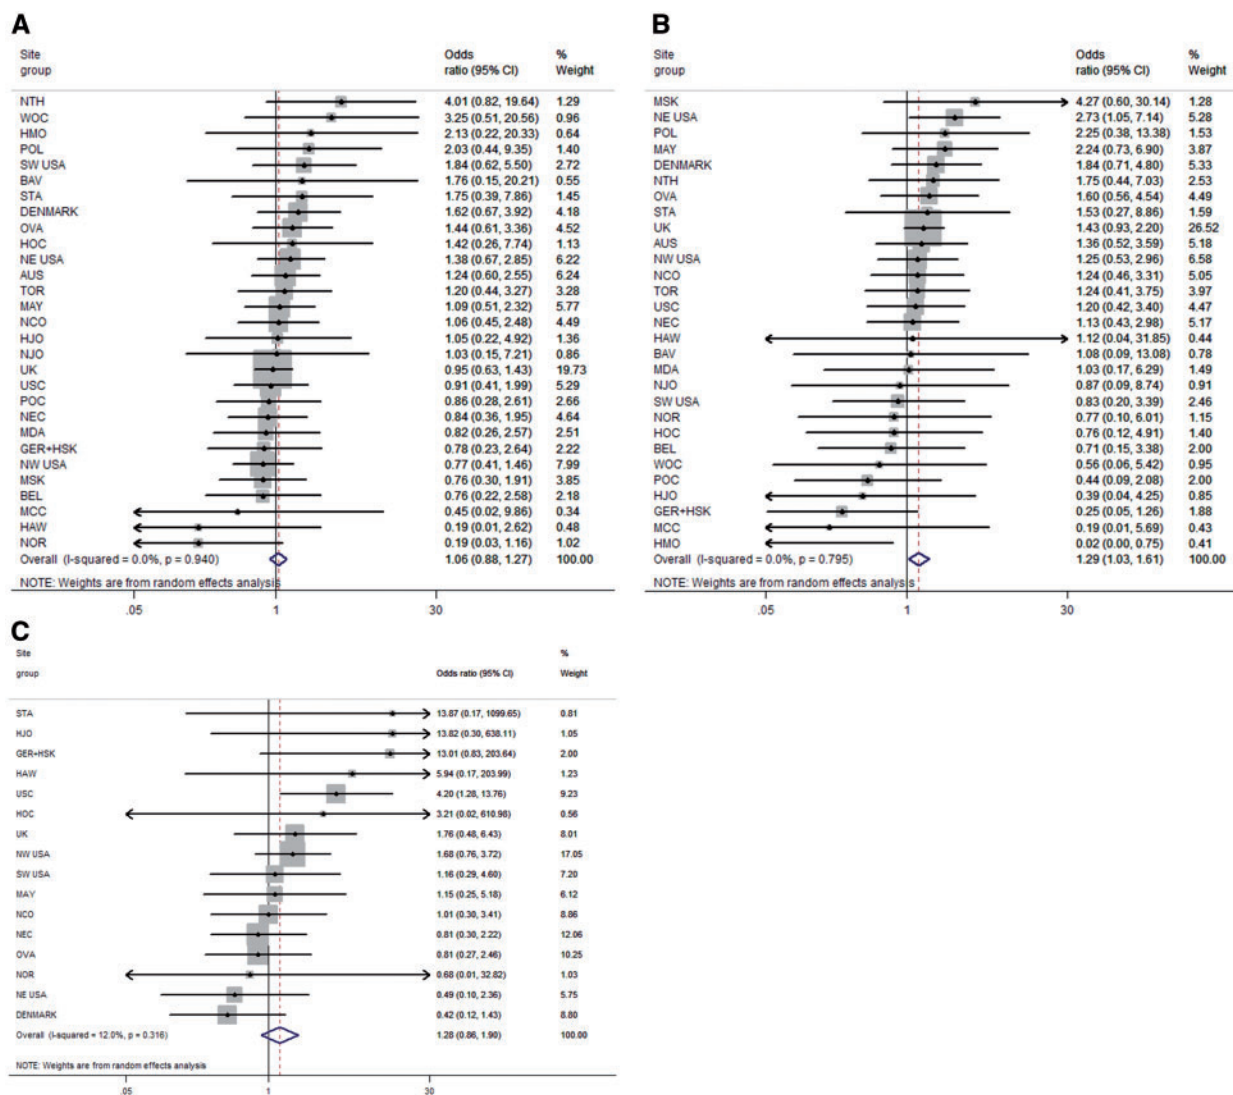 A
Site group Odds ratio (95% CI) % Weight
NTH 4.01 (0.82, 19.64) 1.29
WOC 3.25 (0.51, 20.56) 0.96
HMO 2.13 (0.22, 20.33) 0.64
POL 2.03 (0.44, 9.35) 1.40
SW USA 1.84 (0.62, 5.50) 2.72
BAV 1.76 (0.15, 20.21) 0.55
STA 1.75 (0.39, 7.86) 1.45
DENMARK 1.62 (0.67, 3.92) 4.18
OVA 1.44 (0.61, 3.36) 4.52
HOC 1.42 (0.26, 7.74) 1.13
NE USA 1.38 (0.67, 2.85) 6.22
AUS 1.24 (0.60, 2.55) 6.24
TOR 1.20 (0.44, 3.27) 3.28
MAY 1.09 (0.51, 2.32) 5.77
NCO 1.06 (0.45, 2.48) 4.49
HJO 1.05 (0.22, 4.92) 1.36
NJO 1.03 (0.15, 7.21) 0.86
UK 0.95 (0.63, 1.43) 19.73
USC 0.91 (0.41, 1.99) 5.29
POC 0.86 (0.28, 2.61) 2.66
NEC 0.84 (0.36, 1.95) 4.64
MDA 0.82 (0.26, 2.57) 2.51
GER+HSK 0.78 (0.23, 2.64) 2.22
NW USA 0.77 (0.41, 1.46) 7.99
MSK 0.76 (0.30, 1.91) 3.85
BEL 0.76 (0.22, 2.58) 2.18
MCC 0.45 (0.02, 9.86) 0.34
HAW 0.19 (0.01, 2.62) 0.48
NOR 0.19 (0.03, 1.16) 1.02
Overall (I-squared = 0.0%, p = 0.940) 1.06 (0.88, 1.27) 100.00
NOTE: Weights are from random effects analysis
.05 1 30
B
Site group Odds ratio (95% CI) % Weight
MSK 4.27 (0.60, 30.14) 1.28
NE USA 2.73 (1.05, 7.14) 5.28
POL 2.25 (0.38, 13.38) 1.53
MAY 2.24 (0.73, 6.90) 3.87
DENMARK 1.84 (0.71, 4.80) 5.33
NTH 1.75 (0.44, 7.03) 2.53
OVA 1.60 (0.56, 4.54) 4.49
STA 1.53 (0.27, 8.86) 1.59
UK 1.43 (0.93, 2.20) 26.52
AUS 1.36 (0.52, 3.59) 5.18
NW USA 1.25 (0.53, 2.96) 6.58
NCO 1.24 (0.46, 3.31) 5.05
TOR 1.24 (0.41, 3.75) 3.97
USC 1.20 (0.42, 3.40) 4.47
NEC 1.13 (0.43, 2.98) 5.17
HAW 1.12 (0.04, 31.85) 0.44
BAV 1.08 (0.09, 13.08) 0.78
MDA 1.03 (0.17, 6.29) 1.49
NJO 0.87 (0.09, 8.74) 0.91
SW USA 0.83 (0.20, 3.39) 2.46
NOR 0.77 (0.10, 6.01) 1.15
HOC 0.76 (0.12, 4.91) 1.40
BEL 0.71 (0.15, 3.38) 2.00
WOC 0.56 (0.06, 5.42) 0.95
POC 0.44 (0.09, 2.08) 2.00
HJO 0.39 (0.04, 4.25) 0.85
GER+HSK 0.25 (0.05, 1.26) 1.88
MCC 0.19 (0.01, 5.69) 0.43
HMO 0.02 (0.00, 0.75) 0.41
Overall (I-squared = 0.0%, p = 0.795) 1.29 (1.03, 1.61) 100.00
NOTE: Weights are from random effects analysis
.05 1 30
C
Site group Odds ratio (95% CI) % Weight
STA 13.87 (0.17, 1099.65) 0.81
HJO 13.82 (0.30, 638.11) 1.05
GER+HSK 13.01 (0.83, 203.64) 2.00
HAW 5.94 (0.17, 203.99) 1.23
USC 4.20 (1.28, 13.76) 9.23
HOC 3.21 (0.02, 610.98) 0.56
UK 1.76 (0.48, 6.43) 8.01
NW USA 1.68 (0.76, 3.72) 17.05
SW USA 1.16 (0.29, 4.60) 7.20
MAY 1.15 (0.25, 5.18) 6.12
NCO 1.01 (0.30, 3.41) 8.86
NEC 0.81 (0.30, 2.22) 12.06
OVA 0.81 (0.27, 2.46) 10.25
NOR 0.68 (0.01, 32.82) 1.03
NE USA 0.49 (0.10, 2.36) 5.75
DENMARK 0.42 (0.12, 1.43) 8.80
Overall (I-squared = 12.0%, p = 0.316) 1.28 (0.86, 1.90) 100.00
NOTE: Weights are from random effects analysis
.05 1 30